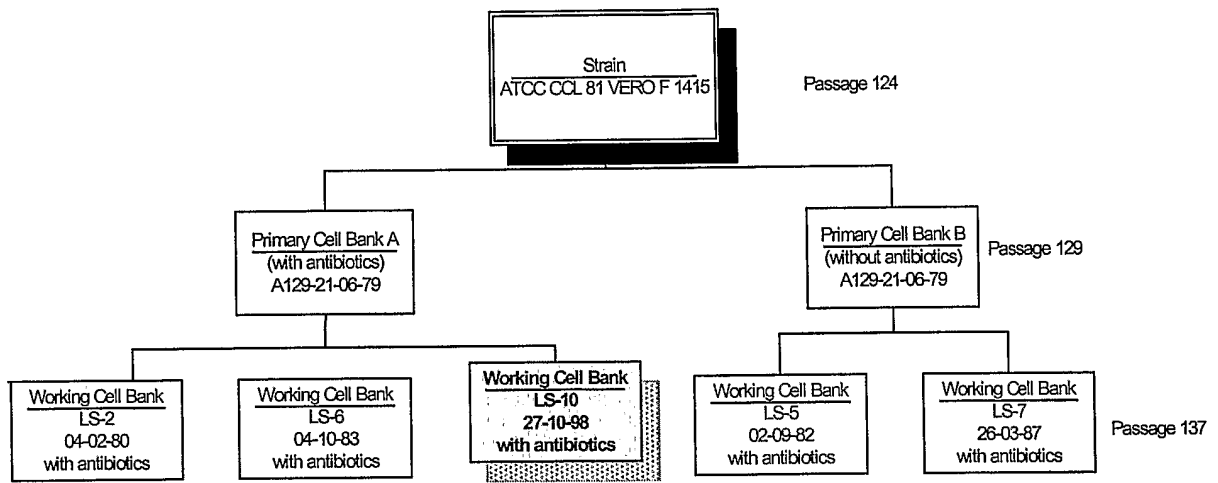 Strain
ATCC CCL 81 VERO F 1415
Passage 124
Primary Cell Bank A
(with antibiotics)
A129-21-06-79
Primary Cell Bank B
(without antibiotics)
A129-21-06-79
Passage 129
Working Cell Bank
LS-2
04-02-80
with antibiotics
Working Cell Bank
LS-6
04-10-83
with antibiotics
Working Cell Bank
LS-10
27-10-98
with antibiotics
Working Cell Bank
LS-5
02-09-82
with antibiotics
Working Cell Bank
LS-7
26-03-87
with antibiotics
Passage 137